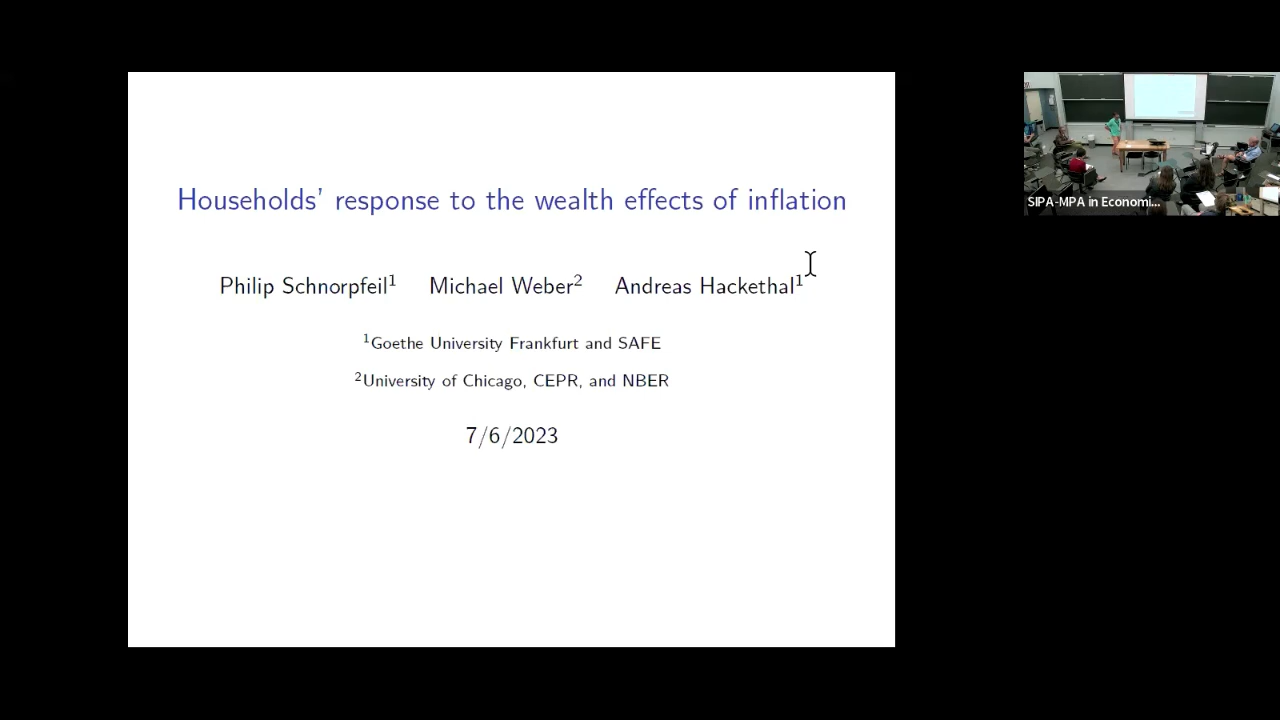 Households' response to the wealth effects of inflation
Philip Schnorpfeil¹ Michael Weber² Andreas Hackethal¹
¹Goethe University Frankfurt and SAFE
²University of Chicago, CEPR, and NBER
7/6/2023
SIPA-MPA in Economi...